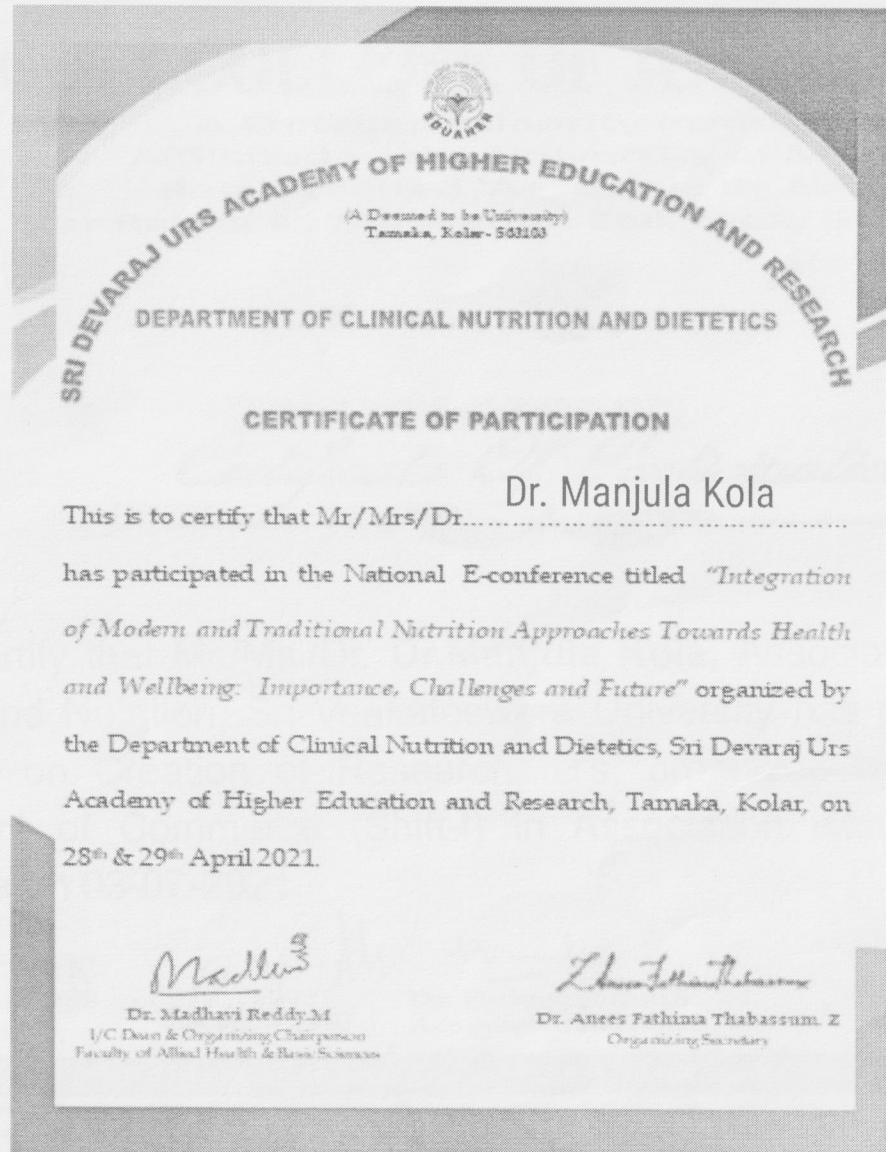 SDUAHER
SRI DEVARAJ URS ACADEMY OF HIGHER EDUCATION AND RESEARCH
(A Deemed to be University)
Tamaka, Kolar- 563103
DEPARTMENT OF CLINICAL NUTRITION AND DIETETICS
CERTIFICATE OF PARTICIPATION
This is to certify that Mr/Mrs/Dr.... Dr. Manjula Kola
has participated in the National E-conference titled "Integration
of Modern and Traditional Nutrition Approaches Towards Health
and Wellbeing: Importance, Challenges and Future" organized by
the Department of Clinical Nutrition and Dietetics, Sri Devaraj Urs
Academy of Higher Education and Research, Tamaka, Kolar, on
28th & 29th April 2021.
Dr. Madhavi Reddy.M
I/C Dean & Organizing Chairperson
Faculty of Allied Health & Basic Sciences
Dr. Anees Fathima Thabassum. Z
Organizing Secretary